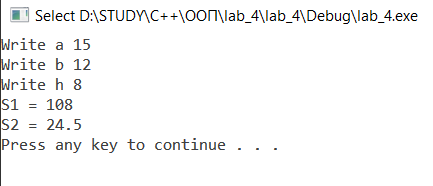 Select D:\STUDY\C++\ООП\lab_4\lab_4\Debug\lab_4.exe
Write a 15
Write b 12
Write h 8
S1 = 108
S2 = 24.5
Press any key to continue . . .